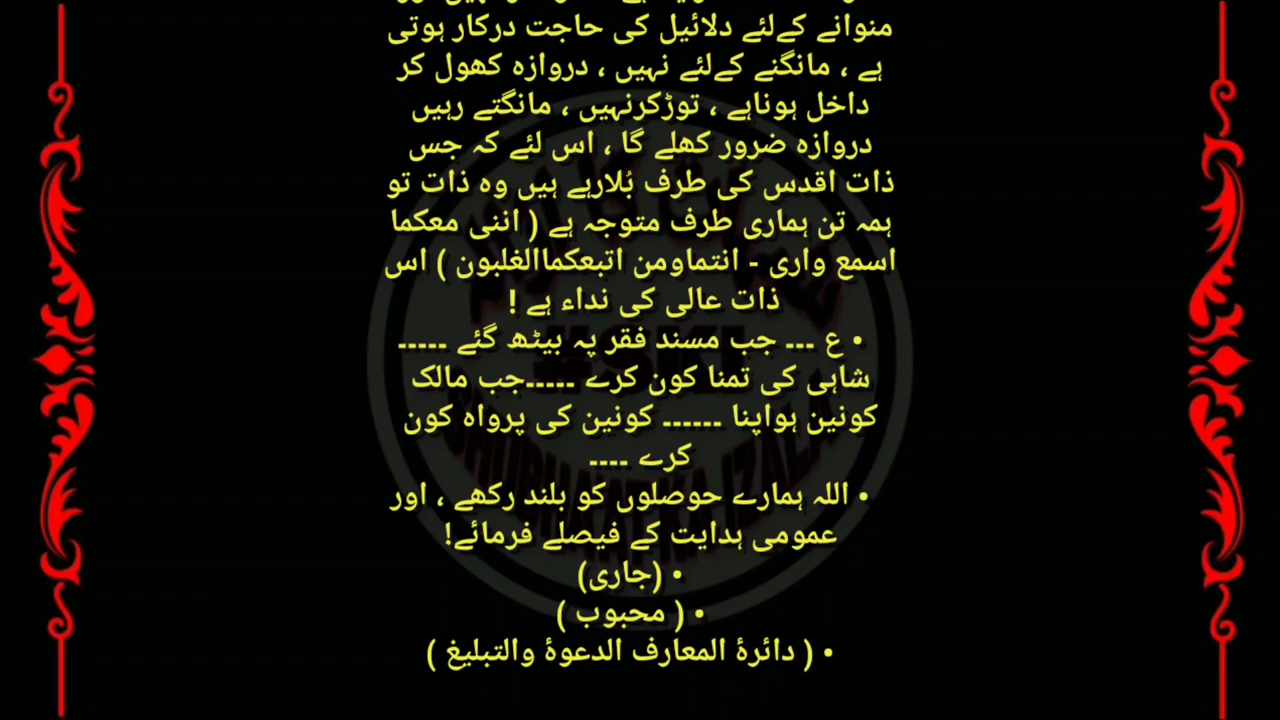 منوانے کےلئے دلائیل کی حاجت درکار ہوتی
ہے ، مانگنے کےلئے نہیں ، دروازہ کھول کر
داخل ہوناہے ، توڑکرنہیں ، مانگتے رہیں
دروازہ ضرور کھلے گا ، اس لئے کہ جس
ذات اقدس کی طرف بُلارہے ہیں وہ ذات تو
ہمہ تن ہماری طرف متوجہ ہے ( اننی معکما
اسمع واری - انتماومن اتبعکماالغلبون ) اس
ذات عالی کی نداء ہے !
• ع --- جب مسند فقر پہ بیٹھ گئے -----
شاہی کی تمنا کون کرے -----جب مالک
کونین ہواپنا ------ کونین کی پرواہ کون
کرے ----
• اللہ ہمارے حوصلوں کو بلند رکھے ، اور
عمومی ہدایت کے فیصلے فرمائے!
• (جاری)
• ( محبوب )
• ( دائرۂ المعارف الدعوۂ والتبلیغ )